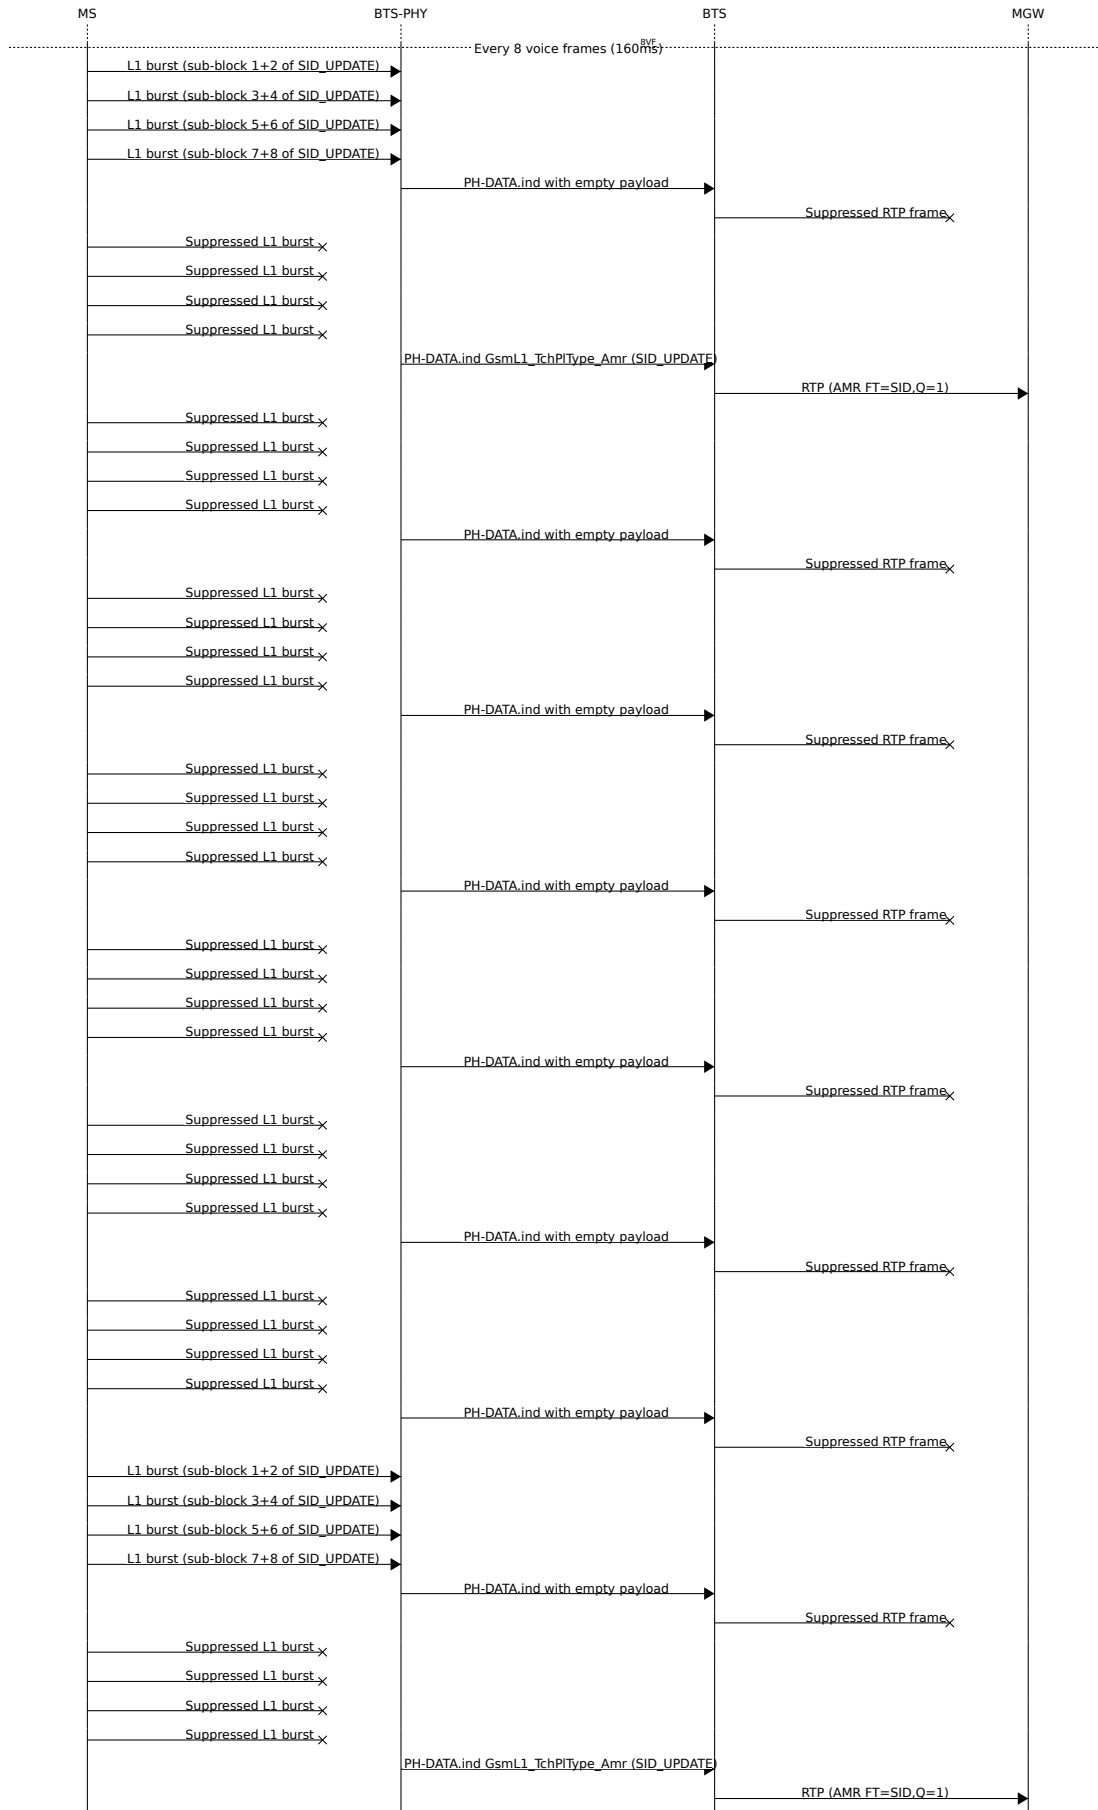 MS BTS-PHY BTS MGW
8VF
Every 8 voice frames (160ms)
L1 burst (sub-block 1+2 of SID_UPDATE)
L1 burst (sub-block 3+4 of SID_UPDATE)
L1 burst (sub-block 5+6 of SID_UPDATE)
L1 burst (sub-block 7+8 of SID_UPDATE)
PH-DATA.ind with empty payload
Suppressed RTP frame
Suppressed L1 burst
Suppressed L1 burst
Suppressed L1 burst
Suppressed L1 burst
PH-DATA.ind GsmL1_TchPlType_Amr (SID_UPDATE)
RTP (AMR FT=SID,Q=1)
Suppressed L1 burst
Suppressed L1 burst
Suppressed L1 burst
Suppressed L1 burst
PH-DATA.ind with empty payload
Suppressed RTP frame
Suppressed L1 burst
Suppressed L1 burst
Suppressed L1 burst
Suppressed L1 burst
PH-DATA.ind with empty payload
Suppressed RTP frame
Suppressed L1 burst
Suppressed L1 burst
Suppressed L1 burst
Suppressed L1 burst
PH-DATA.ind with empty payload
Suppressed RTP frame
Suppressed L1 burst
Suppressed L1 burst
Suppressed L1 burst
Suppressed L1 burst
PH-DATA.ind with empty payload
Suppressed RTP frame
Suppressed L1 burst
Suppressed L1 burst
Suppressed L1 burst
Suppressed L1 burst
PH-DATA.ind with empty payload
Suppressed RTP frame
Suppressed L1 burst
Suppressed L1 burst
Suppressed L1 burst
Suppressed L1 burst
PH-DATA.ind with empty payload
Suppressed RTP frame
L1 burst (sub-block 1+2 of SID_UPDATE)
L1 burst (sub-block 3+4 of SID_UPDATE)
L1 burst (sub-block 5+6 of SID_UPDATE)
L1 burst (sub-block 7+8 of SID_UPDATE)
PH-DATA.ind with empty payload
Suppressed RTP frame
Suppressed L1 burst
Suppressed L1 burst
Suppressed L1 burst
Suppressed L1 burst
PH-DATA.ind GsmL1_TchPlType_Amr (SID_UPDATE)
RTP (AMR FT=SID,Q=1)